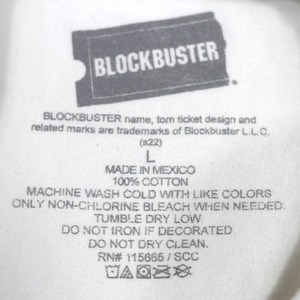 BLOCKBUSTER
BLOCKBUSTER name, torn ticket design and
related marks are trademarks of Blockbuster L.L.C.
(s22)
L
MADE IN MEXICO
100% COTTON
MACHINE WASH COLD WITH LIKE COLORS
ONLY NON-CHLORINE BLEACH WHEN NEEDED
TUMBLE DRY LOW
DO NOT IRON IF DECORATED
DO NOT DRY CLEAN.
RN# 115665 / SCC